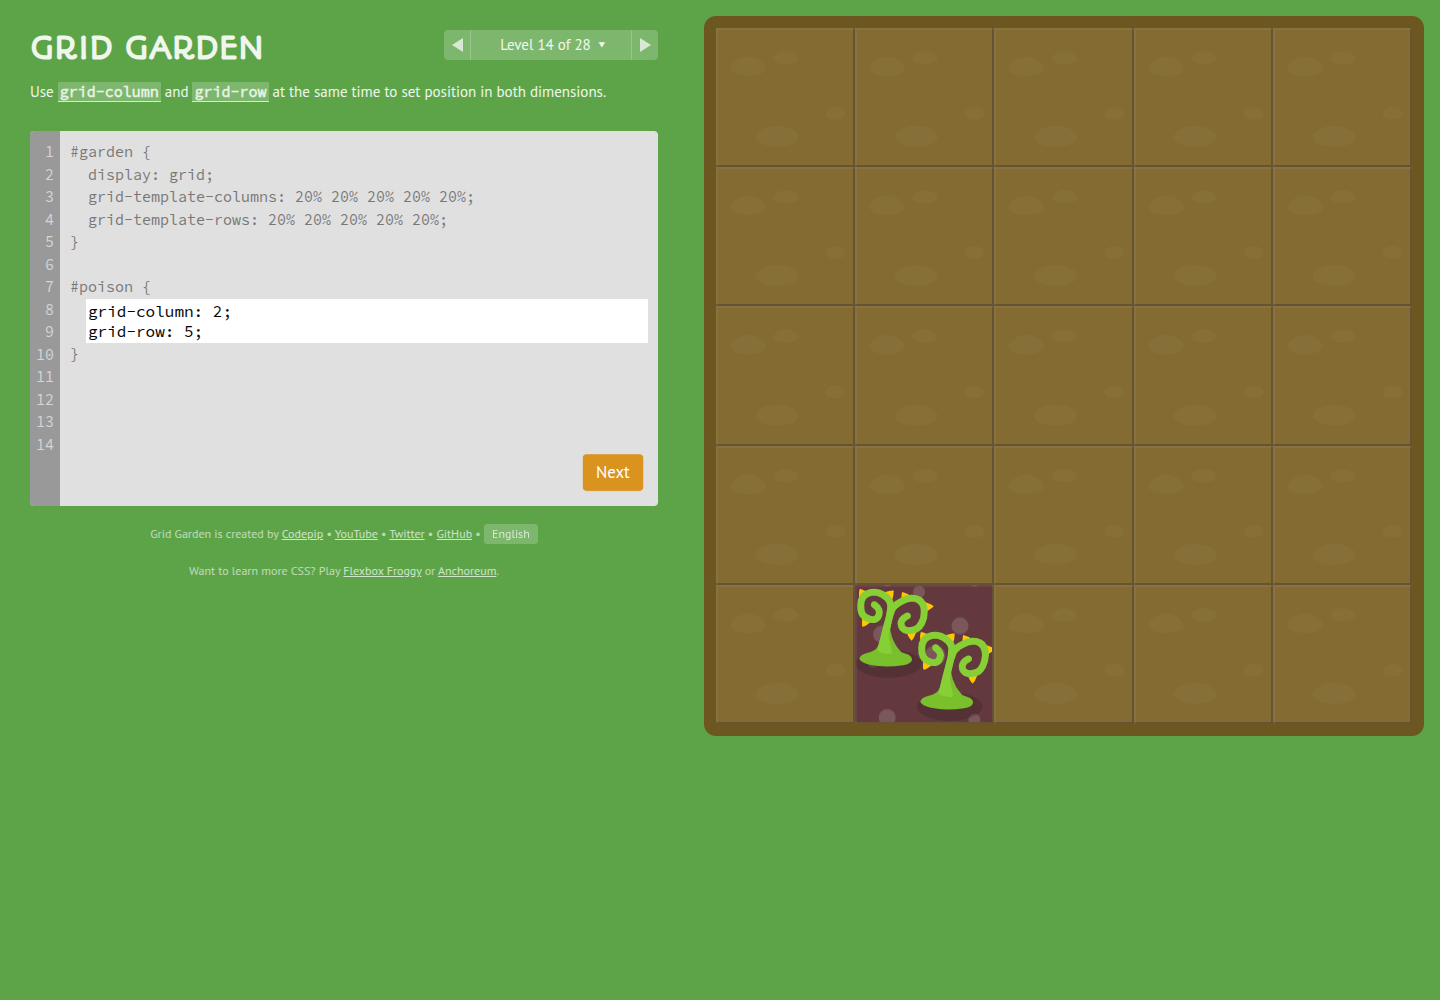 GRID GARDEN
Level 14 of 28 ▼
Use grid-column and grid-row at the same time to set position in both dimensions.
1 #garden {
2 display: grid;
3 grid-template-columns: 20% 20% 20% 20% 20%;
4 grid-template-rows: 20% 20% 20% 20% 20%;
5 }
6
7 #poison {
8 grid-column: 2;
9 grid-row: 5;
10 }
11
12
13
14
Next
Grid Garden is created by Codepip • YouTube • Twitter • GitHub • English
Want to learn more CSS? Play Flexbox Froggy or Anchoreum.